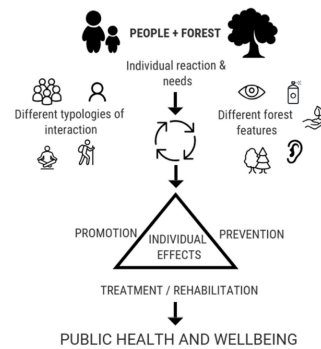 PEOPLE + FOREST
Individual reaction &
needs
Different typologies of
interaction
Different forest
features
PROMOTION
INDIVIDUAL
EFFECTS
PREVENTION
TREATMENT / REHABILITATION
PUBLIC HEALTH AND WELLBEING